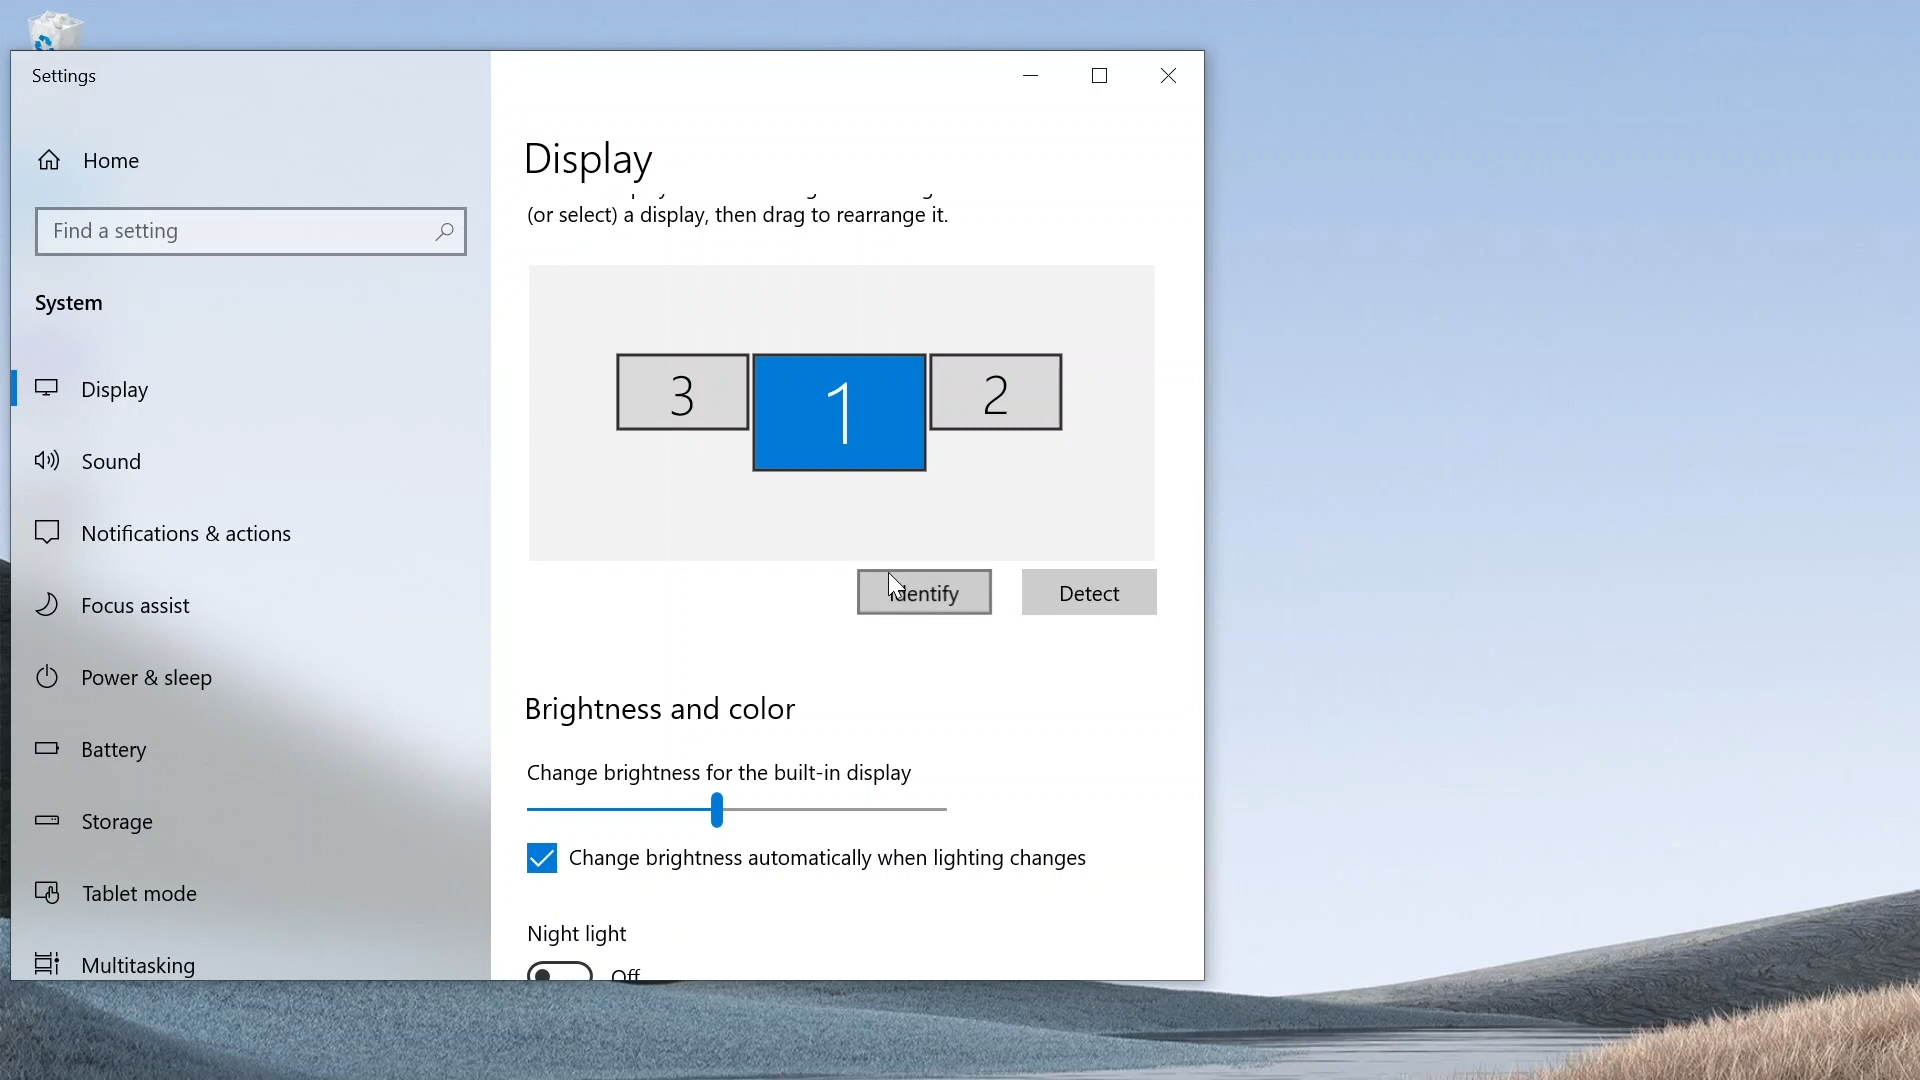 Settings
Home
Find a setting
System
Display
Sound
Notifications & actions
Focus assist
Power & sleep
Battery
Storage
Tablet mode
Multitasking
Display
(or select) a display, then drag to rearrange it.
3
1
2
Identify
Detect
Brightness and color
Change brightness for the built-in display
Change brightness automatically when lighting changes
Night light
Off